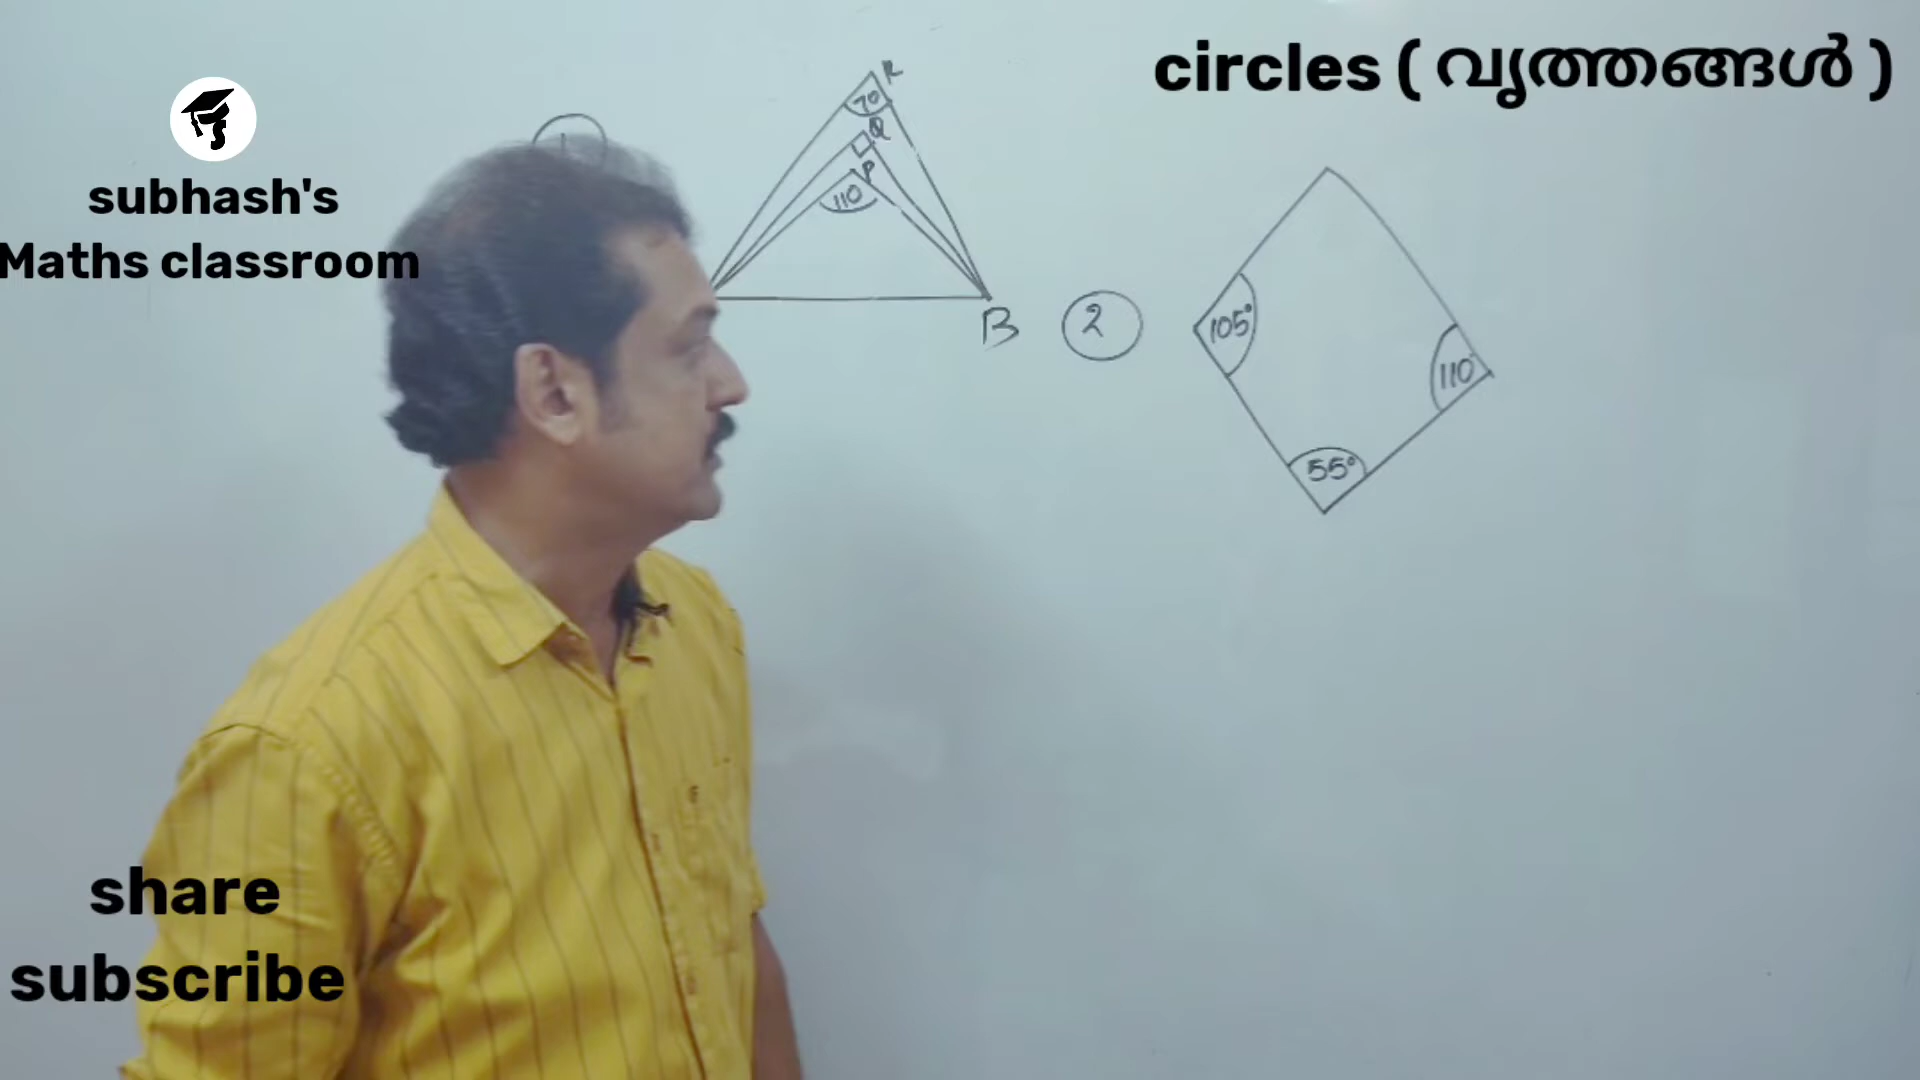 circles ( വൃത്തങ്ങൾ )
subhash's
Maths classroom
R
70
Q
P
110
B
2
105°
110°
55°
share
subscribe